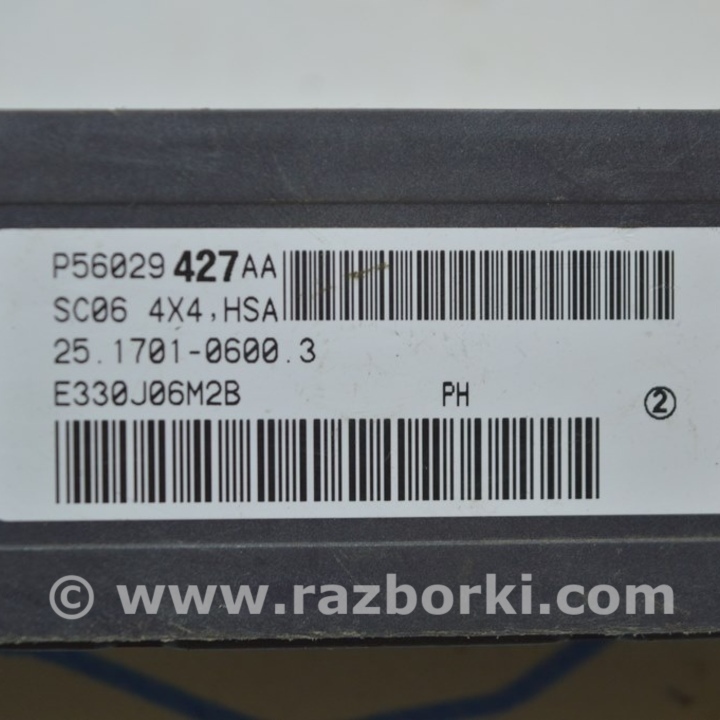 P56029427AA
SC06 4X4,HSA
25.1701-0600.3
E330J06M2B PH 2
© www.razborki.com